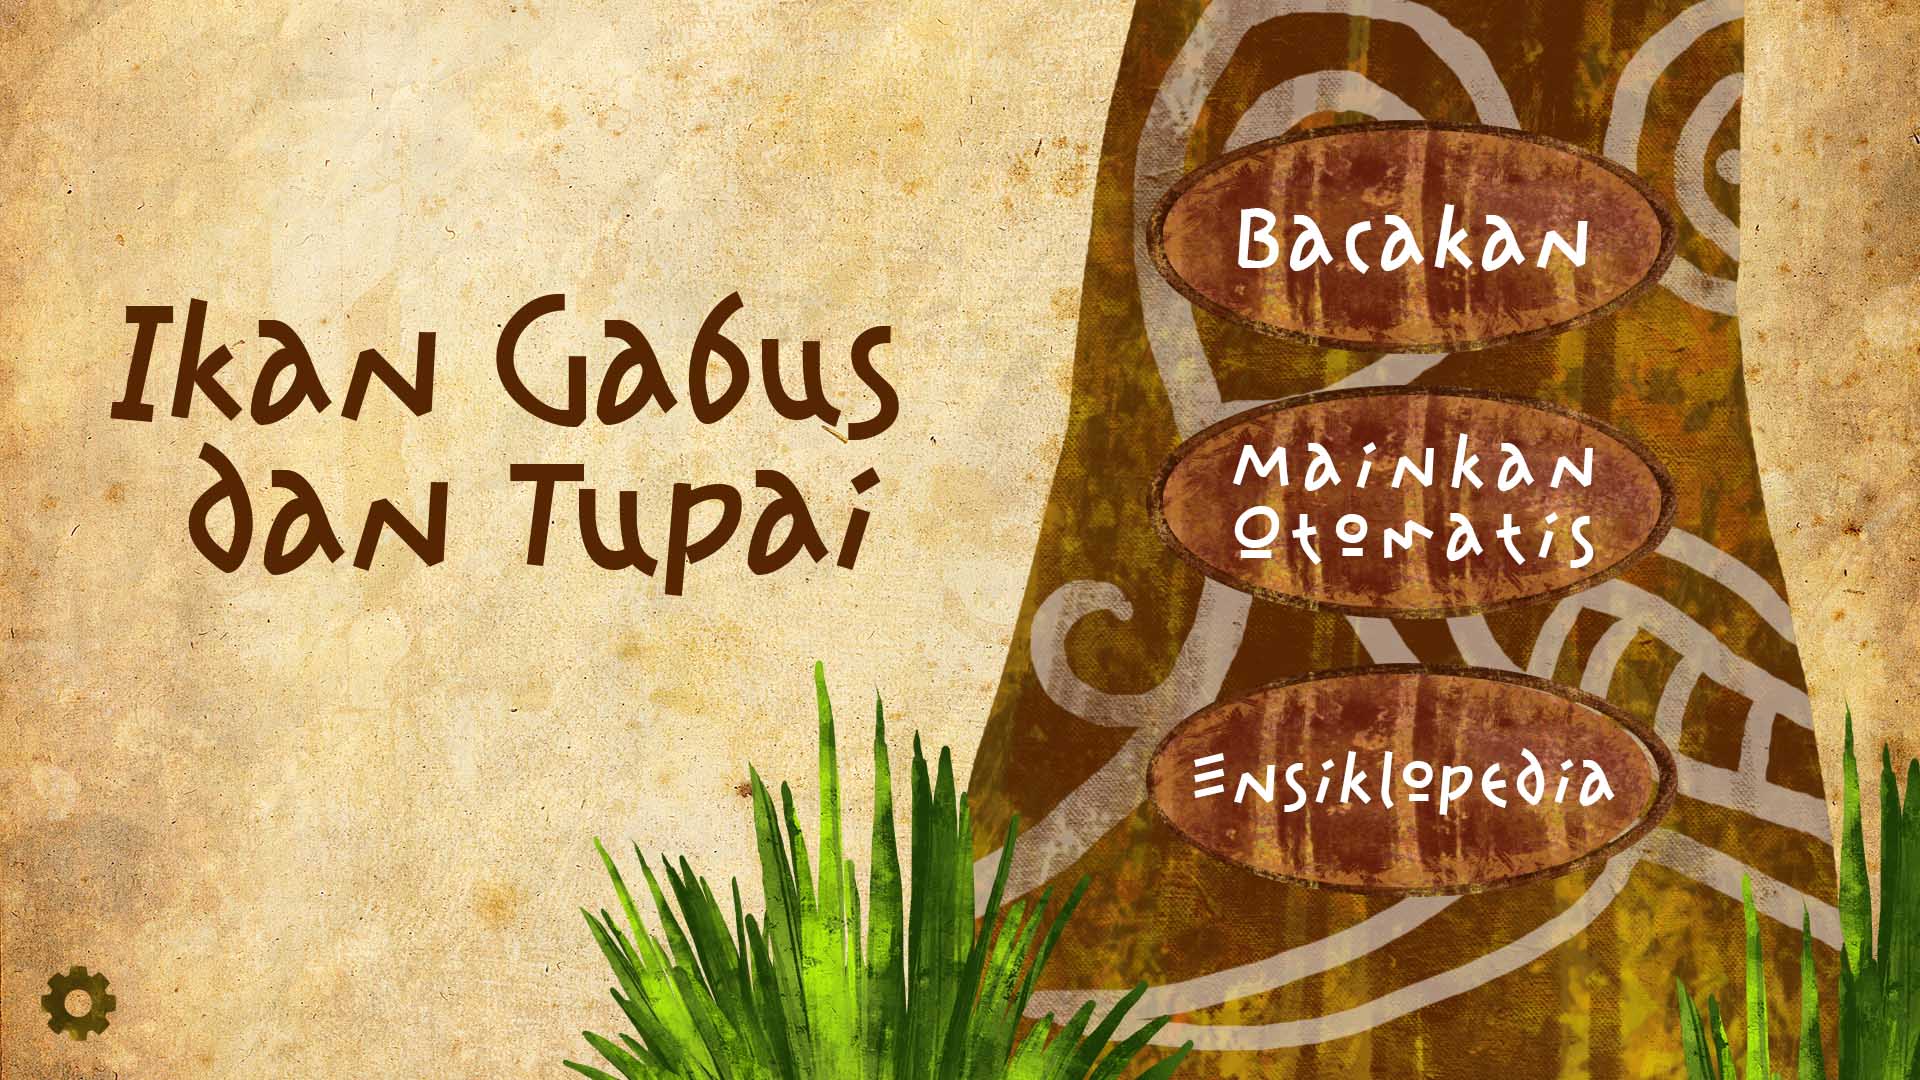 Ikan Gabus
dan Tupai
Bacakan
Mainkan
Otomatis
Ensiklopedia